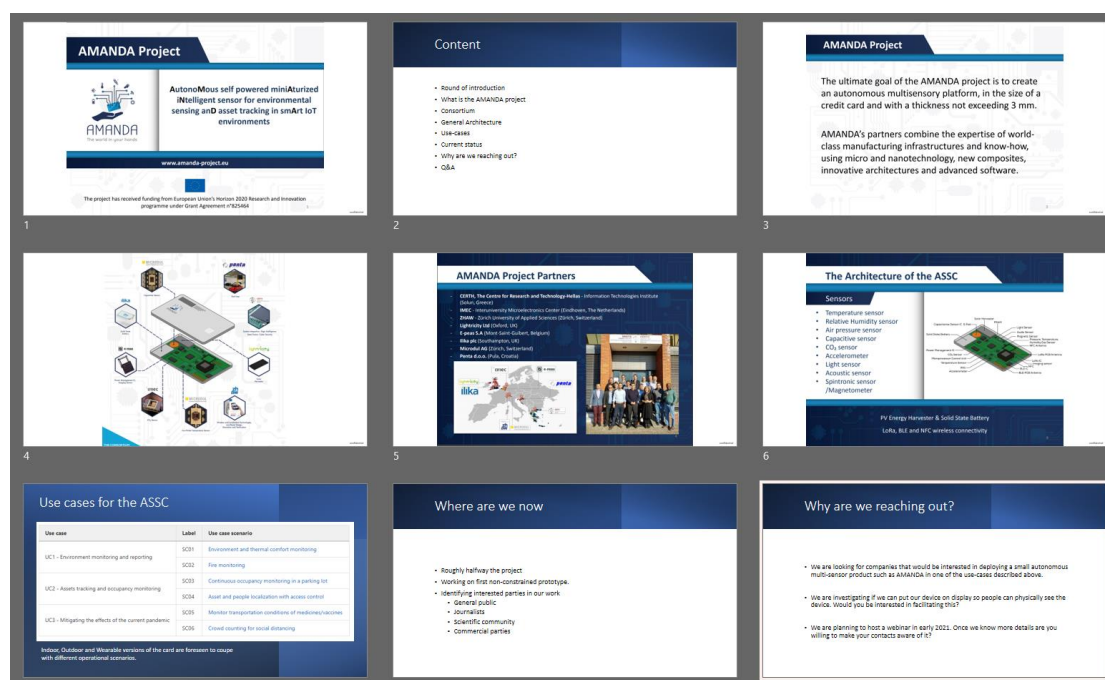 AMANDA Project
AutonoMous self powered miniAturized
iNtelligent sensor for environmental
sensing anD asset tracking in smArt IoT
environments
AMANDA
The world in your hands
www.amanda-project.eu
The project has received funding from European Union's Horizon 2020 Research and Innovation
programme under Grant Agreement n°825464
1
Content
• Round of introduction
• What is the AMANDA project
• Consortium
• General Architecture
• Use-cases
• Current status
• Why are we reaching out?
• Q&A
2
AMANDA Project
The ultimate goal of the AMANDA project is to create
an autonomous multisensory platform, in the size of a
credit card and with a thickness not exceeding 3 mm.
AMANDA's partners combine the expertise of world-
class manufacturing infrastructures and know-how,
using micro and nanotechnology, new composites,
innovative architectures and advanced software.
3
penta
ilika
4
AMANDA Project Partners
CERTH, The Centre for Research and Technology-Hellas - Information Technologies Institute
(Solun, Greece)
IMEC - Interuniversity Microelectronics Center (Eindhoven, The Netherlands)
ZHAW - Zürich University of Applied Sciences (Zürich, Switzerland)
Lightricity Ltd (Oxford, UK)
E-peas S.A (Mont-Saint-Guibert, Belgium)
Ilika plc (Southampton, UK)
Microdul AG (Zürich, Switzerland)
Penta d.o.o. (Pula, Croatia)
ilika
penta
5
The Architecture of the ASSC
Sensors
• Temperature sensor
• Relative Humidity sensor
• Air pressure sensor
• Capacitive sensor
• CO₂ sensor
• Accelerometer
• Light sensor
• Acoustic sensor
• Spintronic sensor
/Magnetometer
PV Energy Harvester & Solid State Battery
LoRa, BLE and NFC wireless connectivity
6
Use cases for the ASSC
Use case Label Use case scenario
UC1 - Environment monitoring and reporting
SC01 Environment and thermal comfort monitoring
SC02 Fire monitoring
UC2 - Assets tracking and occupancy monitoring
SC03 Continuous occupancy monitoring in a parking lot
SC04 Asset and people localization with access control
UC3 - Mitigating the effects of the current pandemic
SC05 Monitor transportation conditions of medicines/vaccines
SC06 Crowd counting for social distancing
Indoor, Outdoor and Wearable versions of the card are foreseen to coupe
with different operational scenarios.
Where are we now
• Roughly halfway the project
• Working on first non-constrained prototype.
• Identifying interested parties in our work
• General public
• Journalists
• Scientific community
• Commercial parties
Why are we reaching out?
• We are looking for companies that would be interested in deploying a small autonomous
multi-sensor product such as AMANDA in one of the use-cases described above.
• We are investigating if we can put our device on display so people can physically see the
device. Would you be interested in facilitating this?
• We are planning to host a webinar in early 2021. Once we know more details are you
willing to make your contacts aware of it?